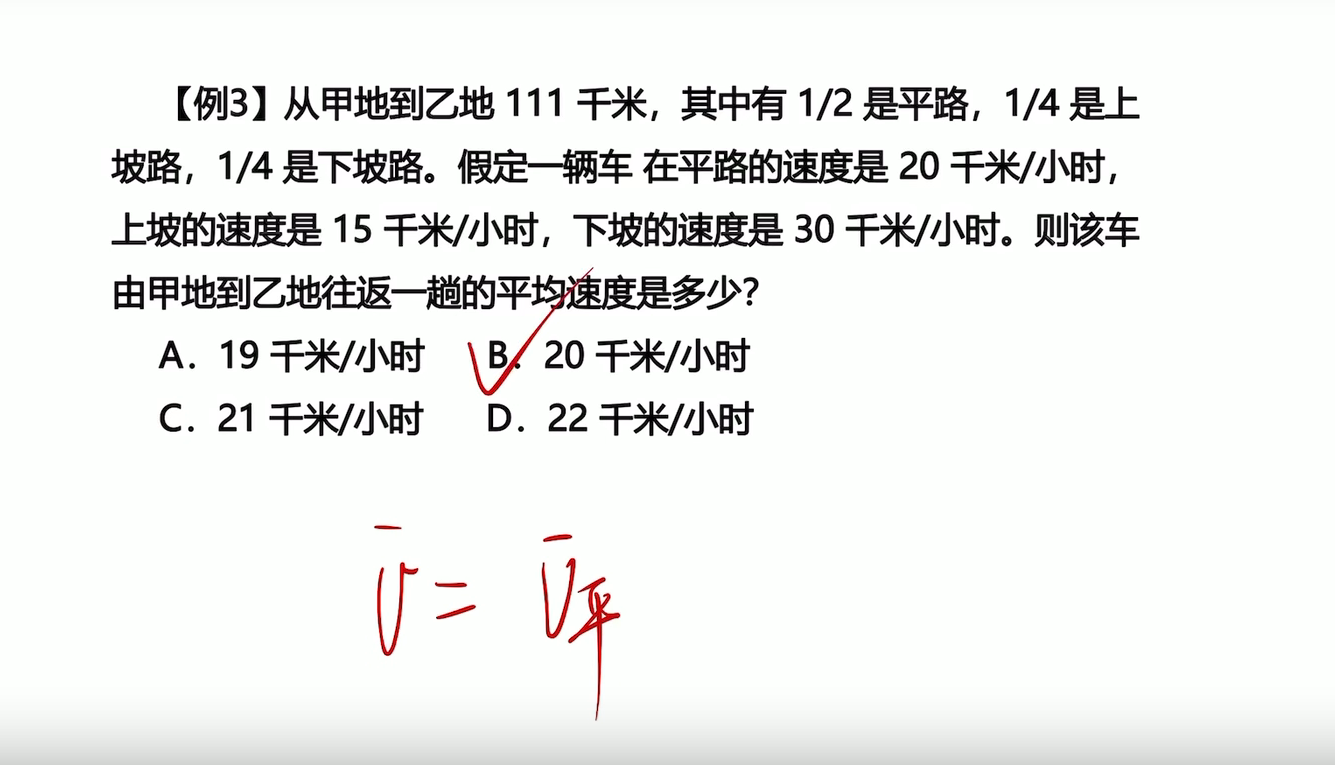 【例3】从甲地到乙地 111 千米，其中有 1/2 是平路，1/4 是上
坡路，1/4 是下坡路。假定一辆车 在平路的速度是 20 千米/小时，
上坡的速度是 15 千米/小时，下坡的速度是 30 千米/小时。则该车
由甲地到乙地往返一趟的平均速度是多少？
A．19 千米/小时 B．20 千米/小时
C．21 千米/小时 D．22 千米/小时
v̄ = v̄平